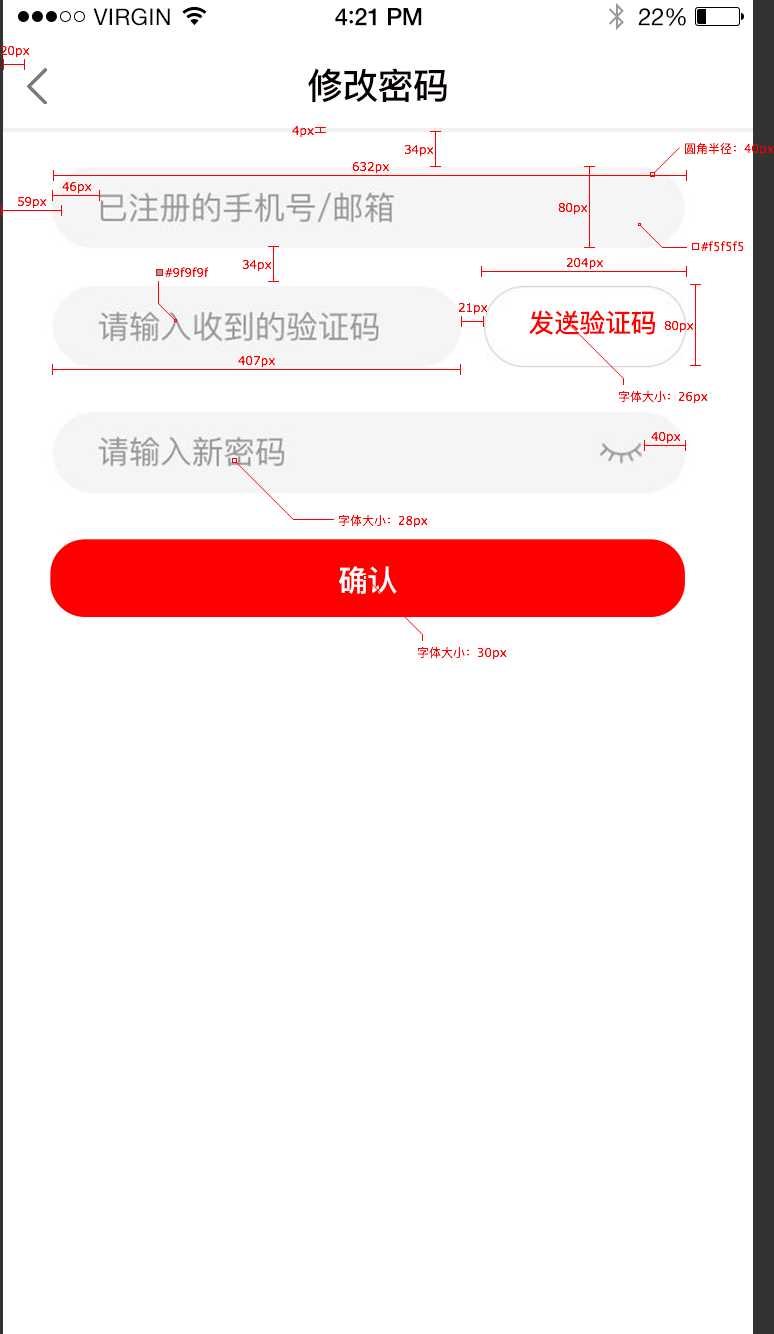 VIRGIN 4:21 PM 22%
20px
修改密码
4px
34px
圆角半径：40px
632px
46px
59px
已注册的手机号/邮箱
80px
#f5f5f5
34px
#9f9f9f
204px
21px
请输入收到的验证码
发送验证码
80px
407px
字体大小：26px
请输入新密码
40px
字体大小：28px
确认
字体大小：30px